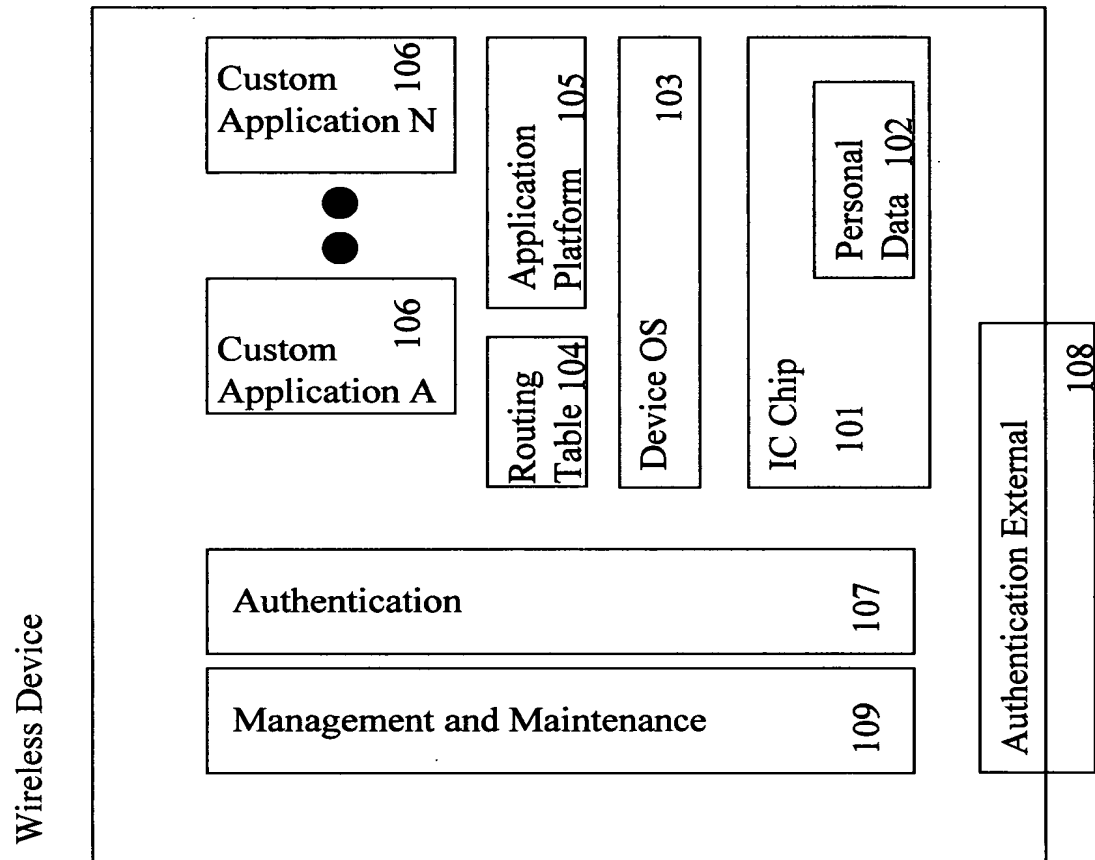 Wireless Device
Custom
Application N
106
Custom
Application A
106
Application
Platform 105
Routing
Table 104
Device OS 103
IC Chip
101
Personal
Data 102
Authentication
107
Management and Maintenance
109
Authentication External
108